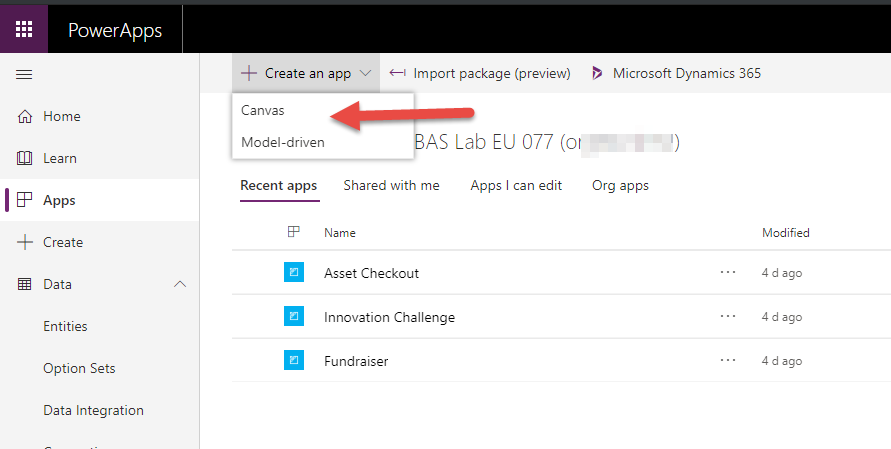 PowerApps
Create an app Import package (preview) Microsoft Dynamics 365
Canvas
Model-driven
BAS Lab EU 077 (or )
Home
Learn
Apps
Create
Data
Entities
Option Sets
Data Integration
Recent apps Shared with me Apps I can edit Org apps
Name Modified
Asset Checkout ... 4 d ago
Innovation Challenge ... 4 d ago
Fundraiser ... 4 d ago